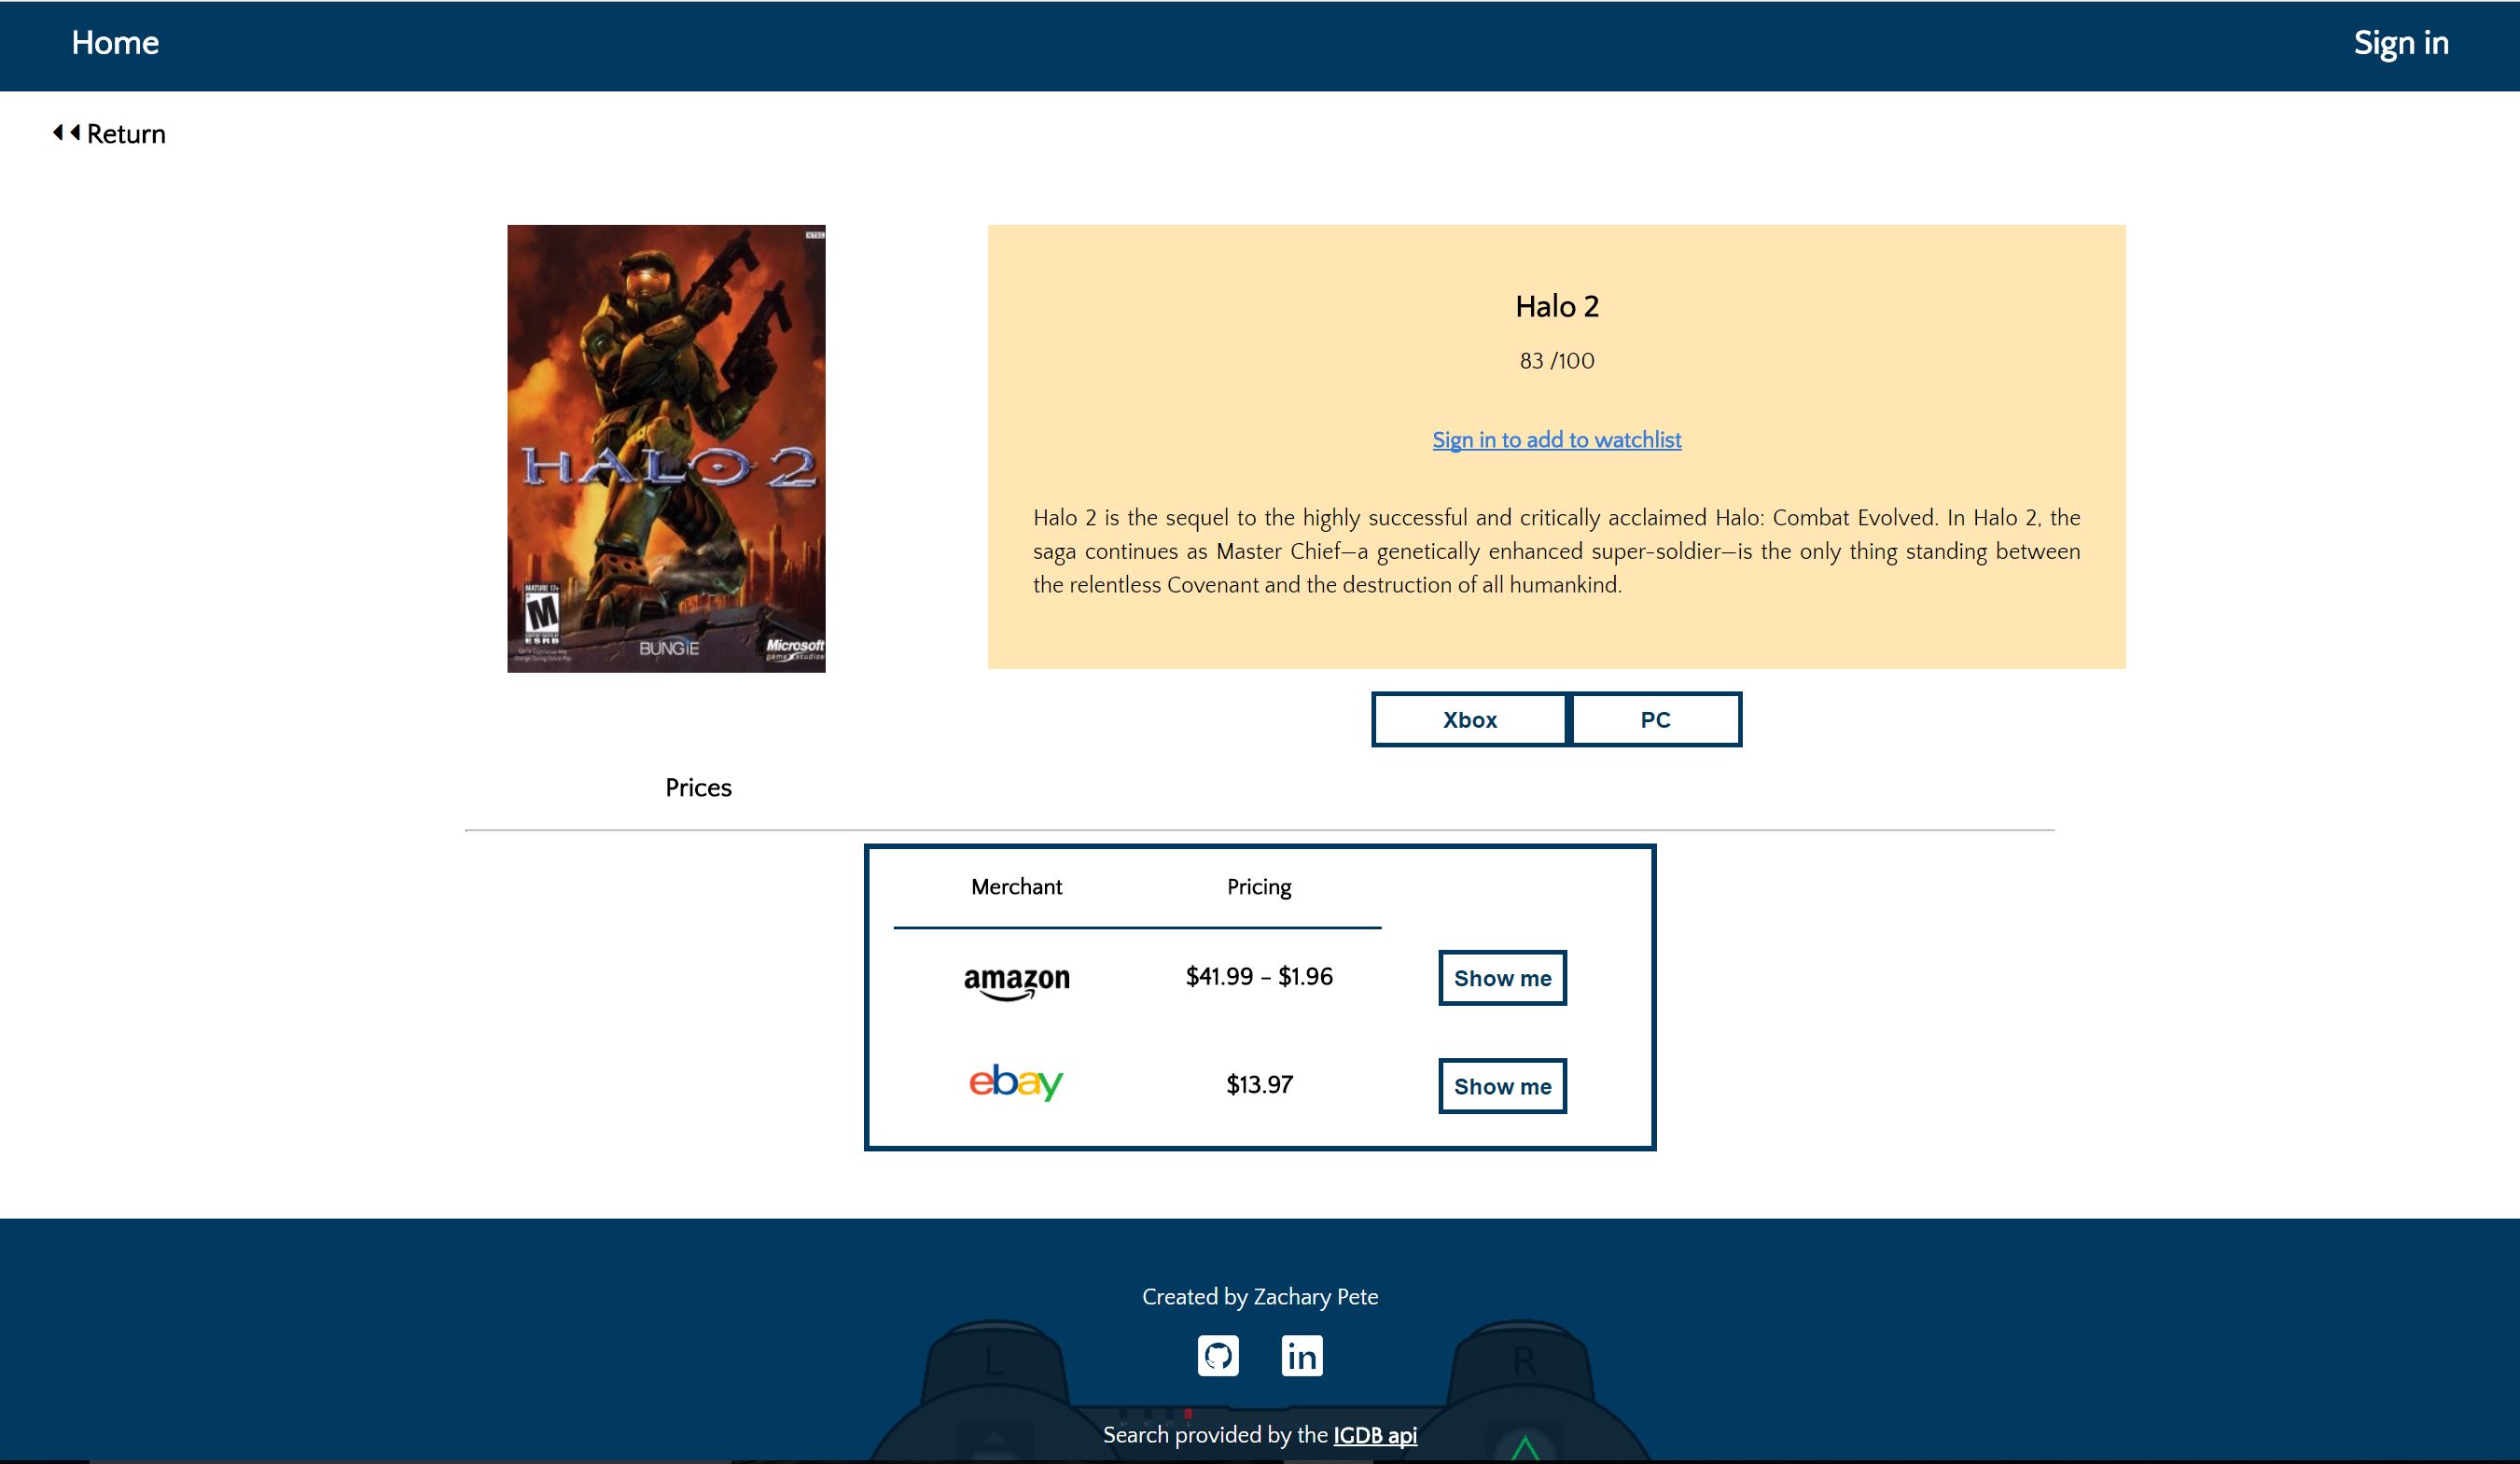 Home
Sign in
Return
NTSC
HALO 2
MATURE 17+
M
ESRB
BUNGiE
Microsoft
game studios
Halo 2
83 /100
Sign in to add to watchlist
Halo 2 is the sequel to the highly successful and critically acclaimed Halo: Combat Evolved. In Halo 2, the
saga continues as Master Chief—a genetically enhanced super-soldier—is the only thing standing between
the relentless Covenant and the destruction of all humankind.
Xbox
PC
Prices
Merchant
Pricing
amazon
$41.99 – $1.96
Show me
ebay
$13.97
Show me
Created by Zachary Pete
in
L
R
Search provided by the IGDB api